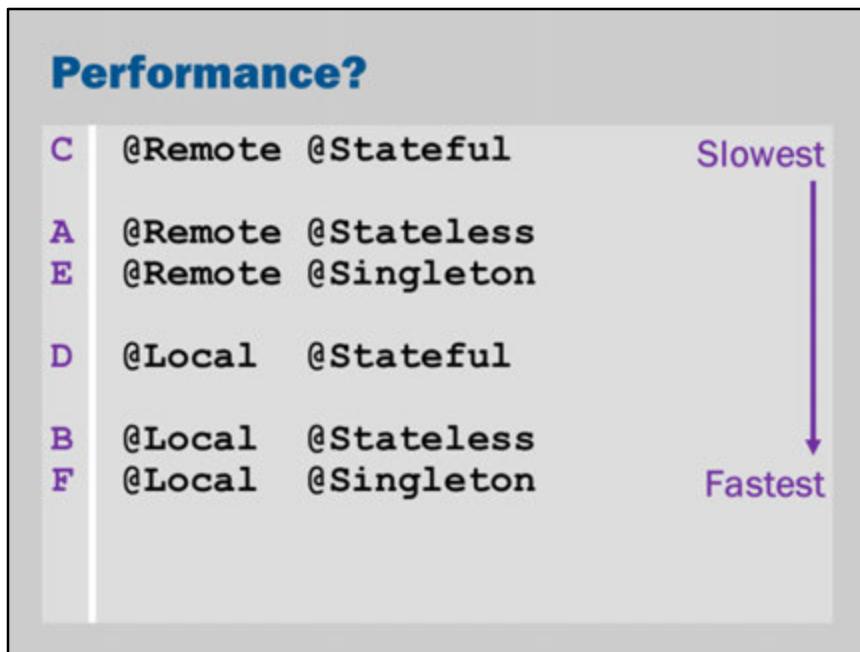 Performance?
C @Remote @Stateful Slowest
A @Remote @Stateless
E @Remote @Singleton
D @Local @Stateful
B @Local @Stateless
F @Local @Singleton Fastest